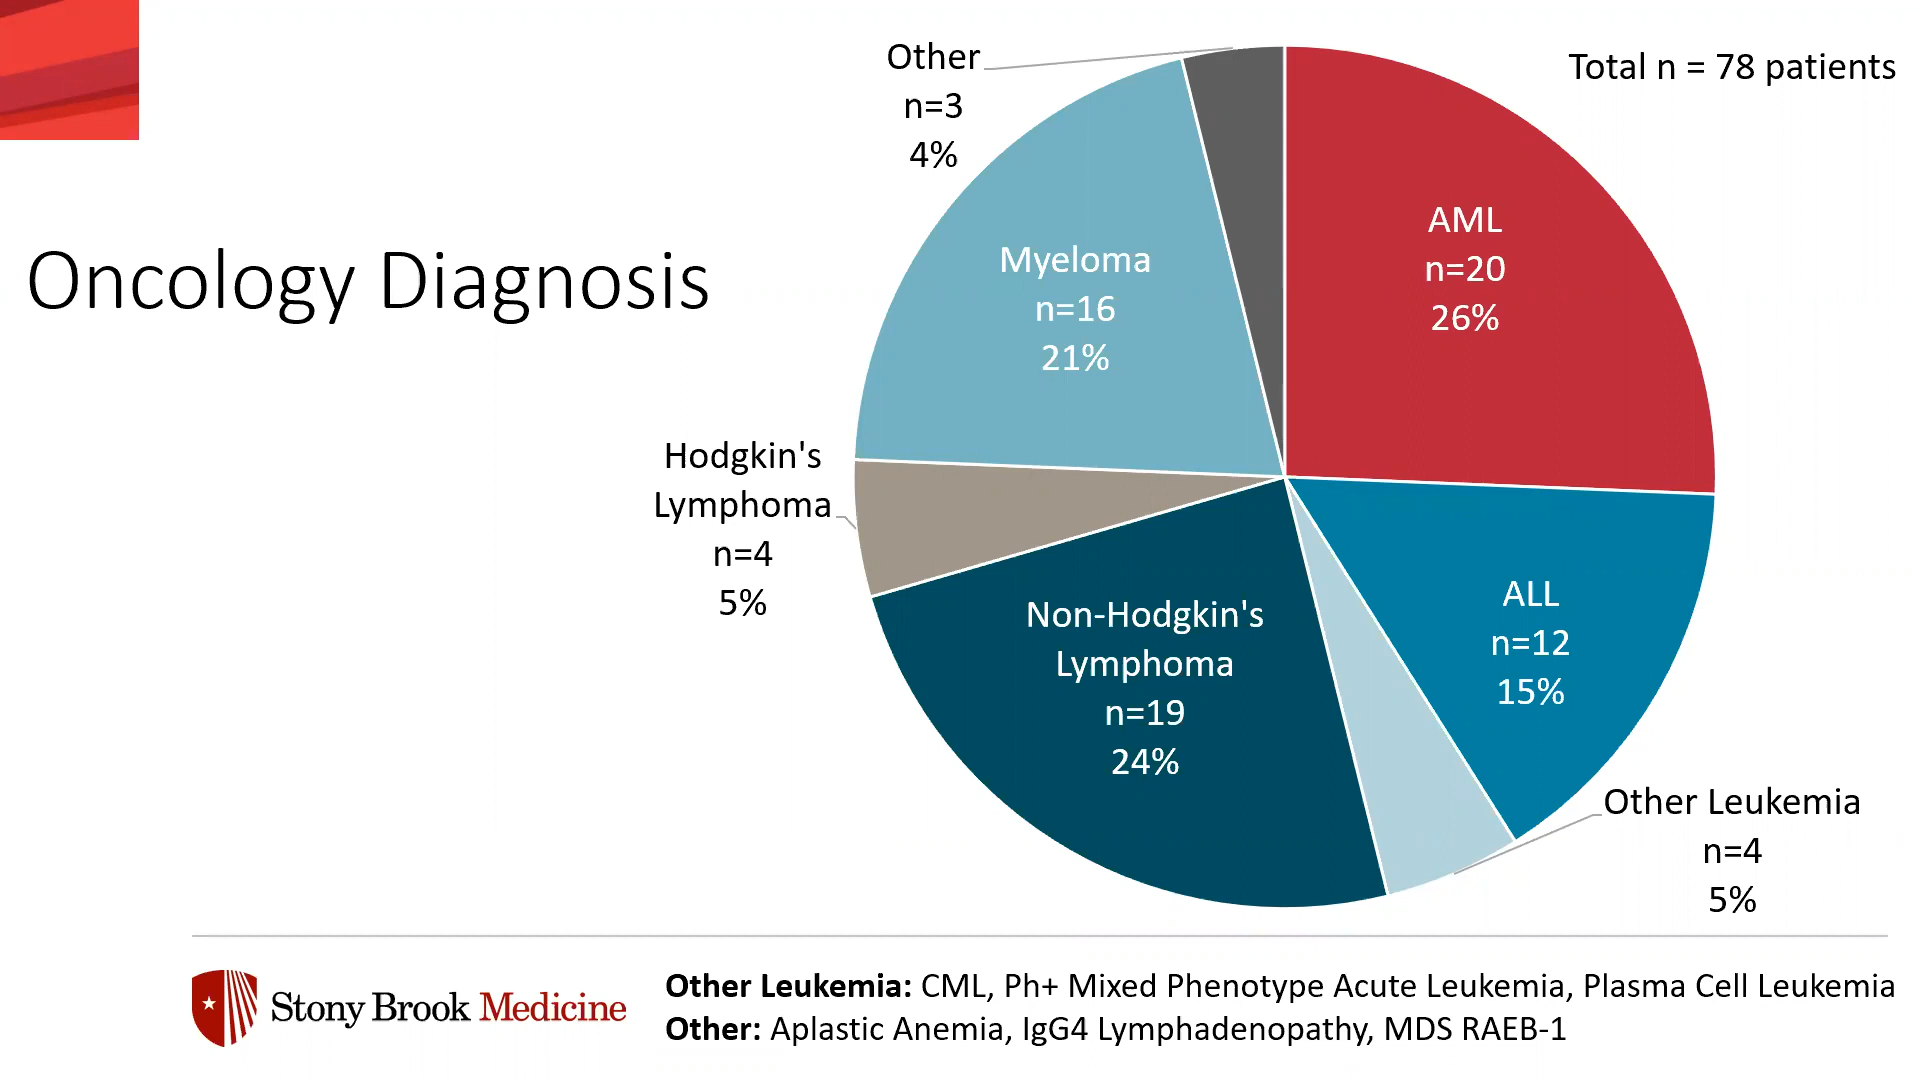 Oncology Diagnosis
Total n = 78 patients
Other
n=3
4%
AML
n=20
26%
Myeloma
n=16
21%
Hodgkin's
Lymphoma
n=4
5%
Non-Hodgkin's
Lymphoma
n=19
24%
ALL
n=12
15%
Other Leukemia
n=4
5%
Stony Brook Medicine
Other Leukemia: CML, Ph+ Mixed Phenotype Acute Leukemia, Plasma Cell Leukemia
Other: Aplastic Anemia, IgG4 Lymphadenopathy, MDS RAEB-1